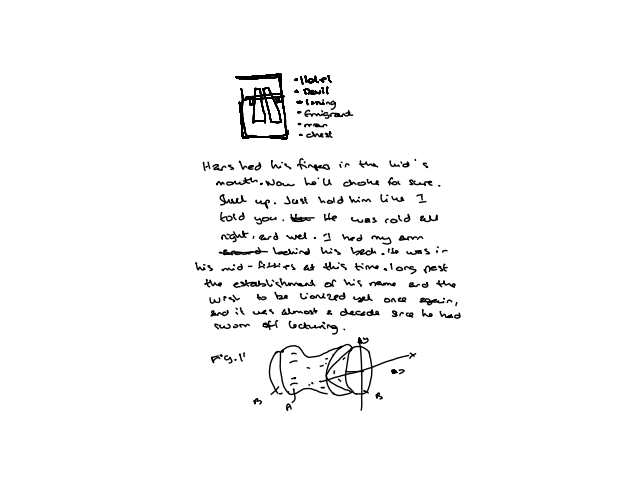 • Hotel
• Devil
• loning
• Emigrant
• man
• chest
Hans had his finger in the kid's
mouth. Now he'll choke for sure.
Shut up. Just hold him like I
told you. He was cold all
right, and wet. I had my arm
around behind his back. He was in
his mid-fifties at this time. long past
the establishment of his name and the
wish to be lionized yet once again,
and it was almost a decade since he had
sworn off lecturing.
Fig. 1
B
A
B